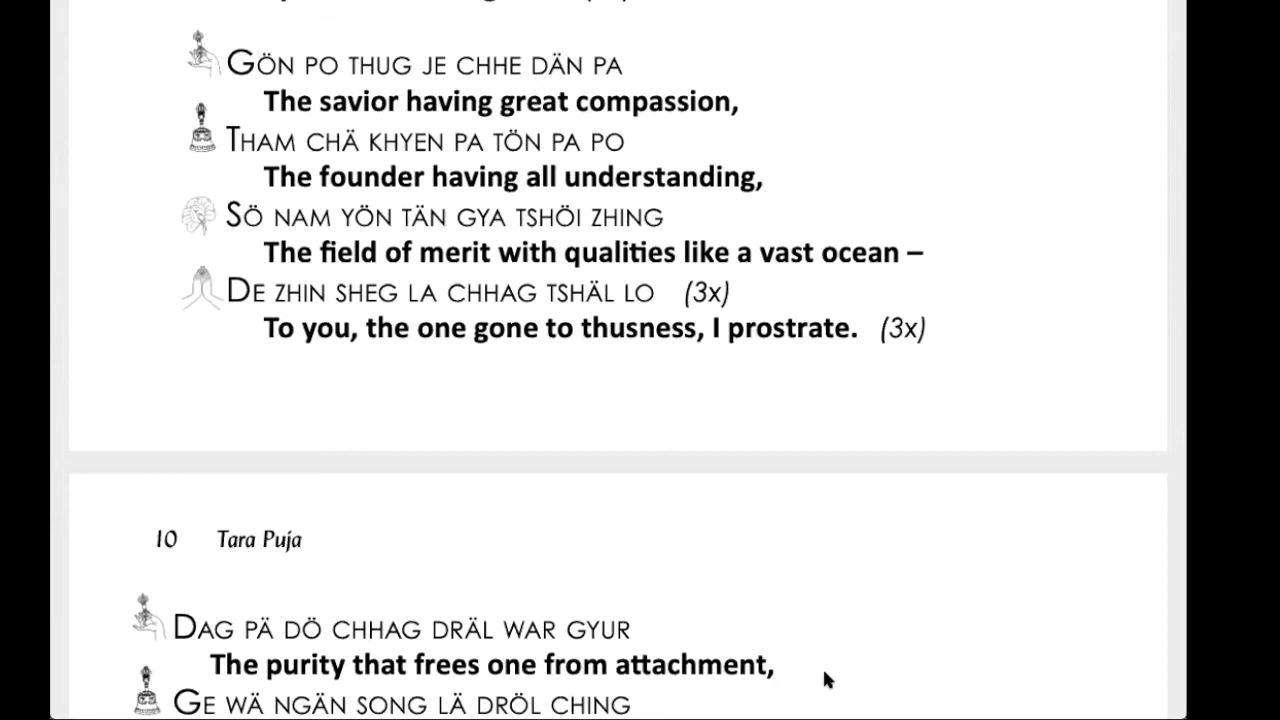 GÖN PO THUG JE CHHE DÄN PA
The savior having great compassion,
THAM CHÄ KHYEN PA TÖN PA PO
The founder having all understanding,
SÖ NAM YÖN TÄN GYA TSHÖI ZHING
The field of merit with qualities like a vast ocean –
DE ZHIN SHEG LA CHHAG TSHÄL LO (3x)
To you, the one gone to thusness, I prostrate. (3x)
10 Tara Puja
DAG PÄ DÖ CHHAG DRÄL WAR GYUR
The purity that frees one from attachment,
GE WÄ NGÄN SONG LÄ DRÖL CHING